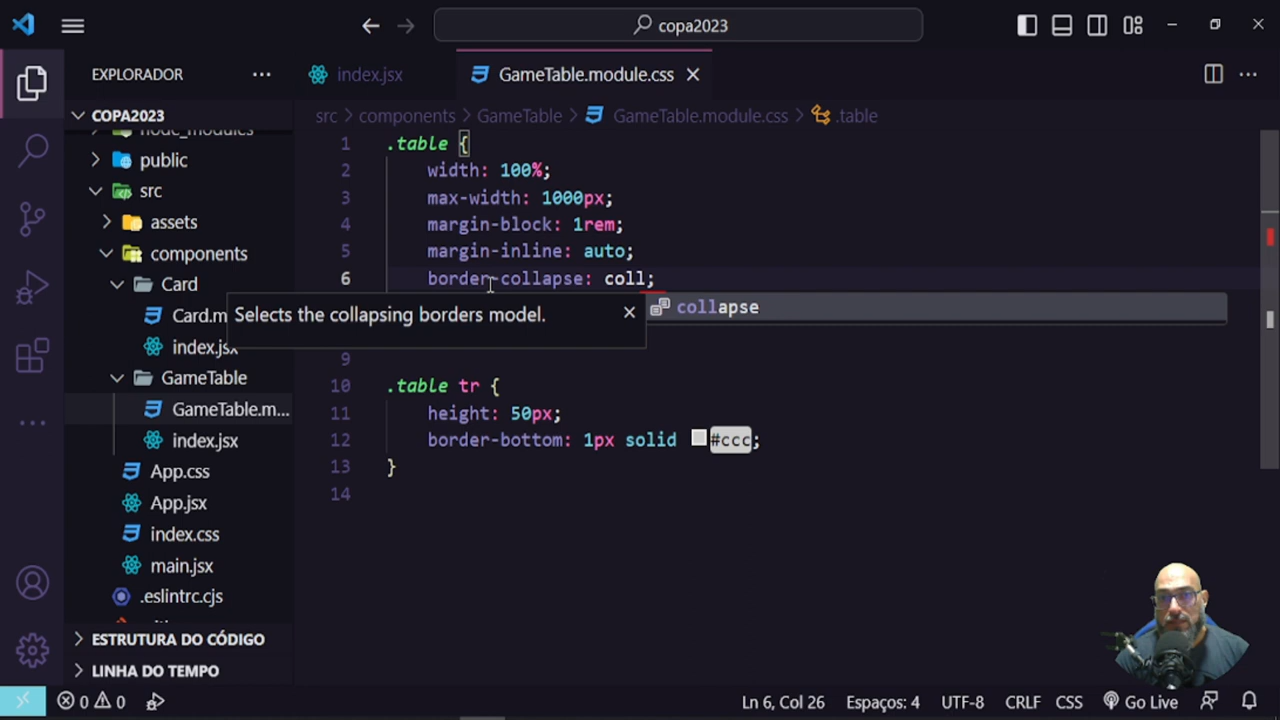 copa2023
EXPLORADOR
index.jsx
GameTable.module.css
COPA2023
src > components > GameTable > GameTable.module.css > .table
node_modules
public
src
assets
components
Card
Card.m
index.jsx
GameTable
GameTable.m...
index.jsx
App.css
App.jsx
index.css
main.jsx
.eslintrc.cjs
ESTRUTURA DO CÓDIGO
LINHA DO TEMPO
1 .table {
2 width: 100%;
3 max-width: 1000px;
4 margin-block: 1rem;
5 margin-inline: auto;
6 border-collapse: coll;
Selects the collapsing borders model.
collapse
9
10 .table tr {
11 height: 50px;
12 border-bottom: 1px solid #ccc;
13 }
14
0 0
Ln 6, Col 26 Espaços: 4 UTF-8 CRLF CSS Go Live